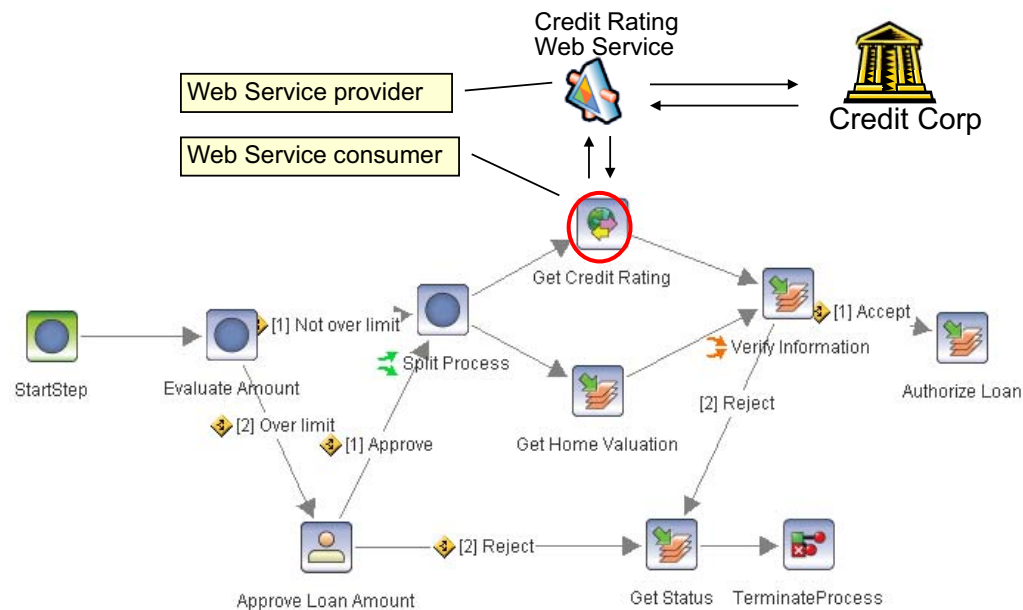 Credit Rating
Web Service
Web Service provider
Credit Corp
Web Service consumer
Get Credit Rating
[1] Not over limit
[1] Accept
Split Process
Verify Information
StartStep
Evaluate Amount
Authorize Loan
[2] Reject
[2] Over limit
[1] Approve
Get Home Valuation
[2] Reject
Approve Loan Amount
Get Status
TerminateProcess